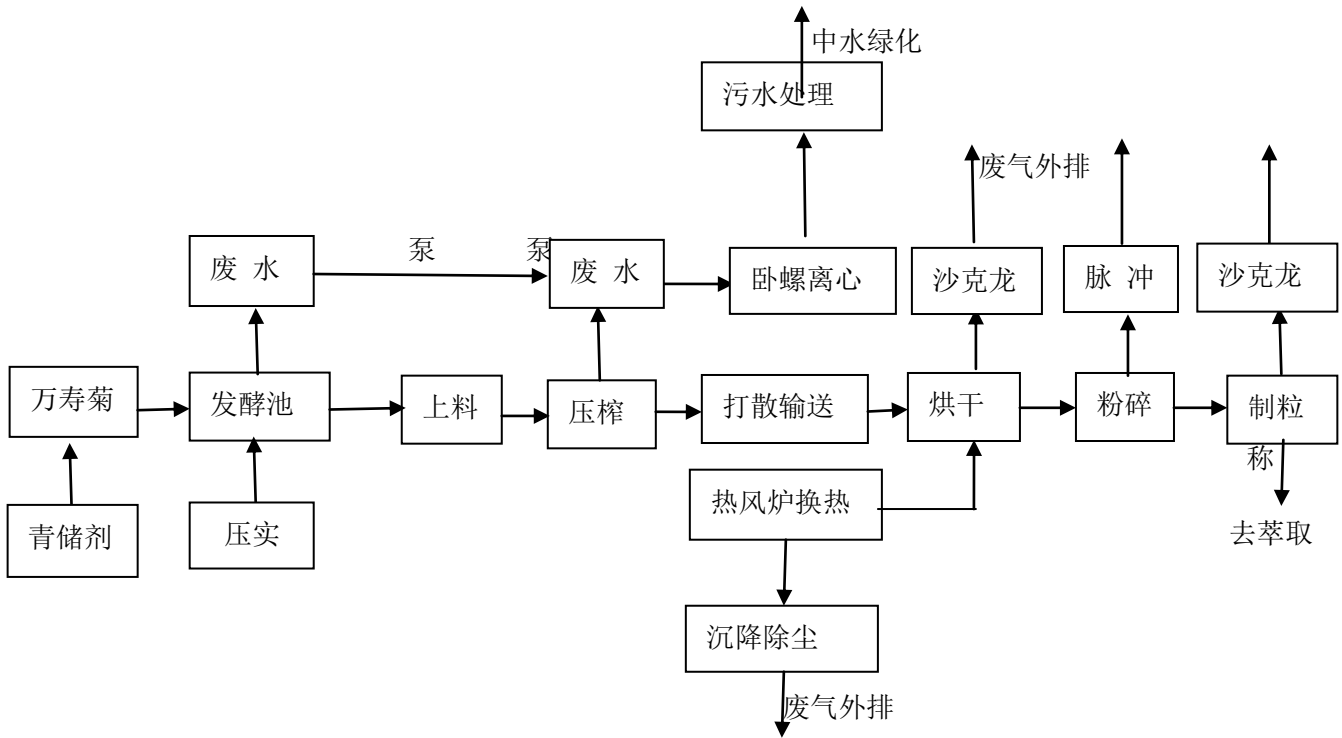 中水绿化
污水处理
废气外排
泵
泵
废 水
废 水
卧螺离心
沙克龙
脉 冲
沙克龙
万寿菊
发酵池
上料
压榨
打散输送
烘干
粉碎
制粒
称
青储剂
压实
热风炉换热
去萃取
沉降除尘
废气外排